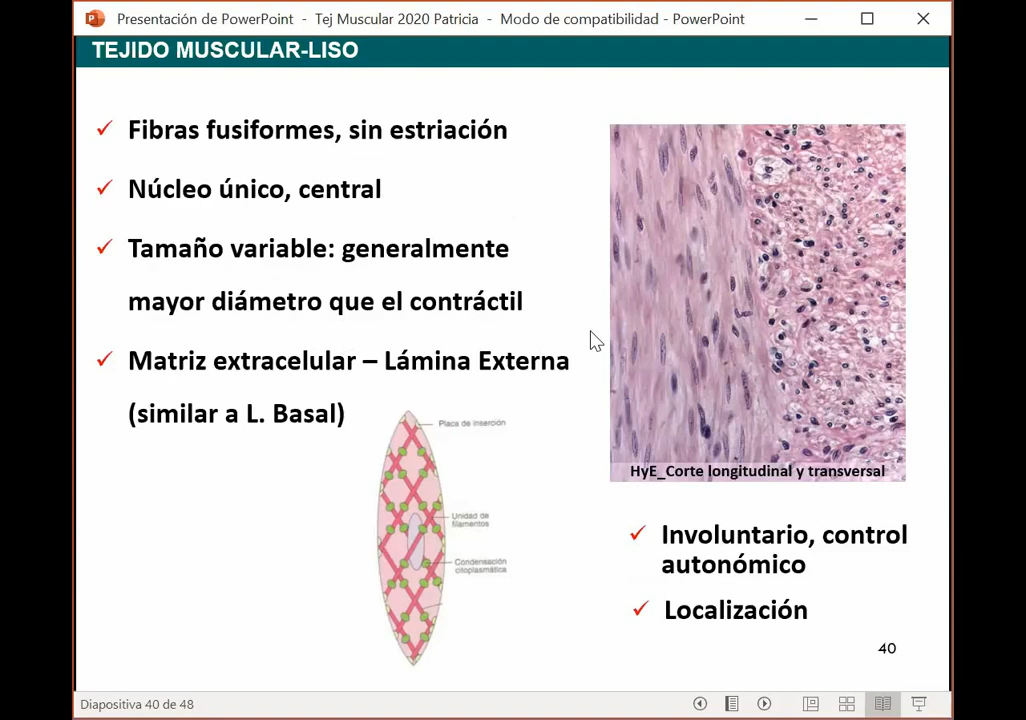 Presentación de PowerPoint - Tej Muscular 2020 Patricia - Modo de compatibilidad - PowerPoint
TEJIDO MUSCULAR-LISO
Fibras fusiformes, sin estriación
Núcleo único, central
Tamaño variable: generalmente
mayor diámetro que el contráctil
Matriz extracelular – Lámina Externa
(similar a L. Basal)
Placa de inserción
Unidad de
filamentos
Condensación
citoplasmática
HyE_Corte longitudinal y transversal
Involuntario, control
autonómico
Localización
40
Diapositiva 40 de 48